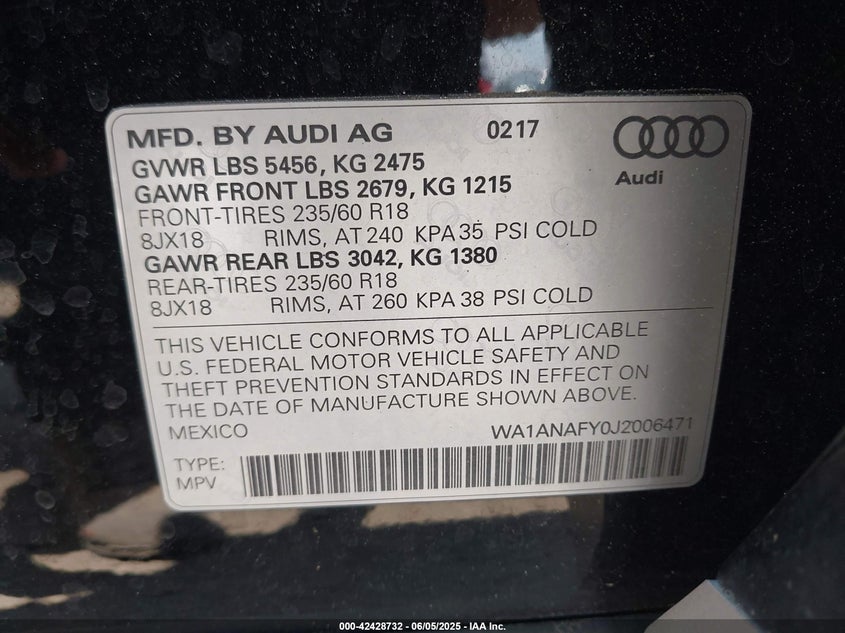 MFD. BY AUDI AG 0217
Audi
GVWR LBS 5456, KG 2475
GAWR FRONT LBS 2679, KG 1215
FRONT-TIRES 235/60 R18
8JX18 RIMS, AT 240 KPA 35 PSI COLD
GAWR REAR LBS 3042, KG 1380
REAR-TIRES 235/60 R18
8JX18 RIMS, AT 260 KPA 38 PSI COLD
THIS VEHICLE CONFORMS TO ALL APPLICABLE
U.S. FEDERAL MOTOR VEHICLE SAFETY AND
THEFT PREVENTION STANDARDS IN EFFECT ON
THE DATE OF MANUFACTURE SHOWN ABOVE.
MEXICO WA1ANAFY0J2006471
TYPE:
MPV
000-42428732 - 06/05/2025 - IAA Inc.